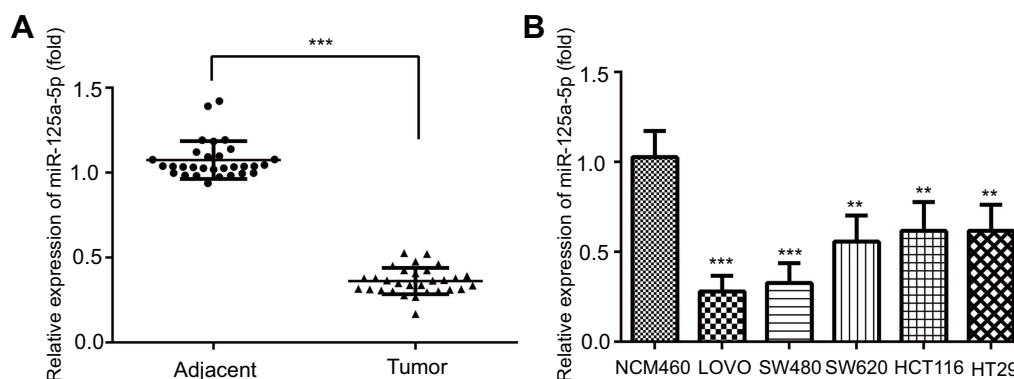 A
Relative expression of miR-125a-5p (fold)
***
1.5
1.0
0.5
0.0
Adjacent Tumor
B
Relative expression of miR-125a-5p (fold)
1.5
1.0
0.5
0.0
*** *** ** ** **
NCM460 LOVO SW480 SW620 HCT116 HT29